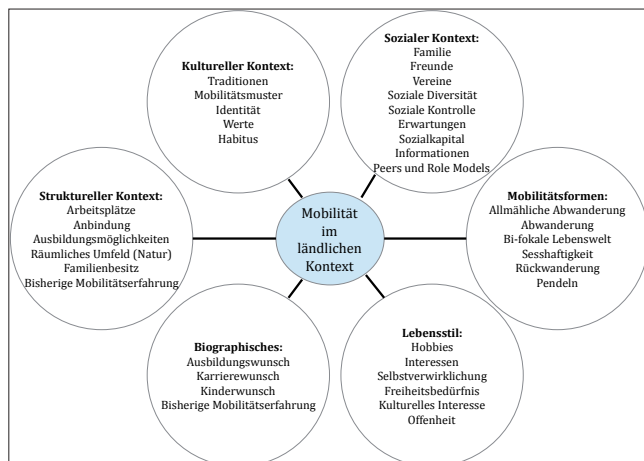 Kultureller Kontext:
Traditionen
Mobilitätsmuster
Identität
Werte
Habitus
Sozialer Kontext:
Familie
Freunde
Vereine
Soziale Diversität
Soziale Kontrolle
Erwartungen
Sozialkapital
Informationen
Peers und Role Models
Struktureller Kontext:
Arbeitsplätze
Anbindung
Ausbildungsmöglichkeiten
Räumliches Umfeld (Natur)
Familienbesitz
Bisherige Mobilitätserfahrung
Mobilität
im
ländlichen
Kontext
Mobilitätsformen:
Allmähliche Abwanderung
Abwanderung
Bi-fokale Lebenswelt
Sesshaftigkeit
Rückwanderung
Pendeln
Biographisches:
Ausbildungswunsch
Karrierewunsch
Kinderwunsch
Bisherige Mobilitätserfahrung
Lebensstil:
Hobbies
Interessen
Selbstverwirklichung
Freiheitsbedürfnis
Kulturelles Interesse
Offenheit